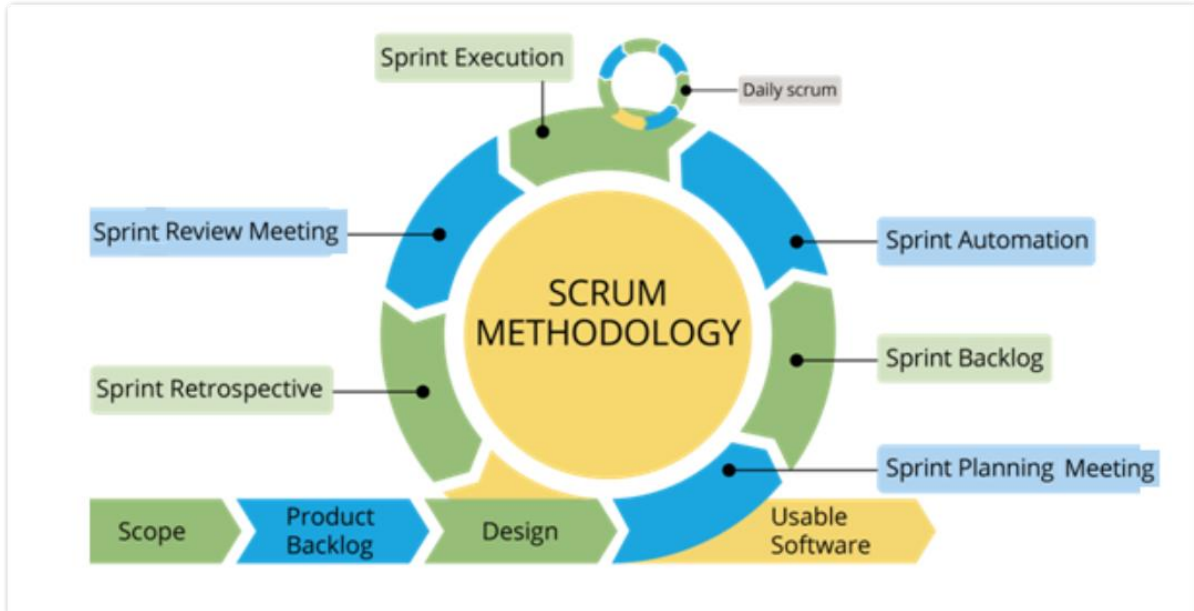 Sprint Execution
Daily scrum
Sprint Review Meeting
Sprint Automation
SCRUM
METHODOLOGY
Sprint Backlog
Sprint Retrospective
Sprint Planning Meeting
Scope
Product
Backlog
Design
Usable
Software